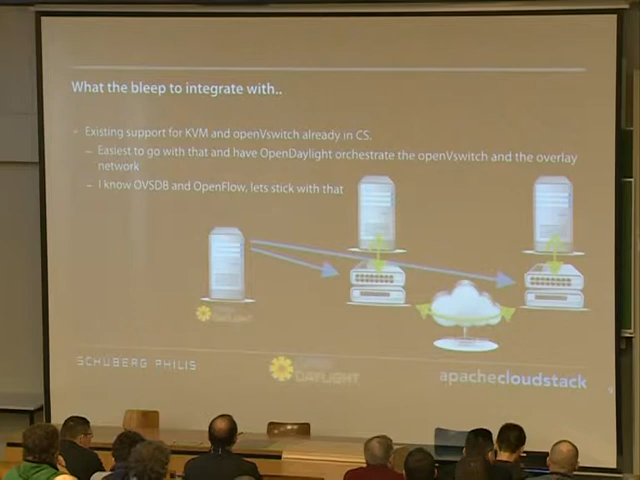 What the bleep to integrate with..
Existing support for KVM and openVswitch already in CS.
– Easiest to go with that and have OpenDaylight orchestrate the openVswitch and the overlay
network
– I know OVSDB and OpenFlow, lets stick with that
DAYLIGHT
SCHUBERG PHILIS
DAYLIGHT
apachecloudstack
9